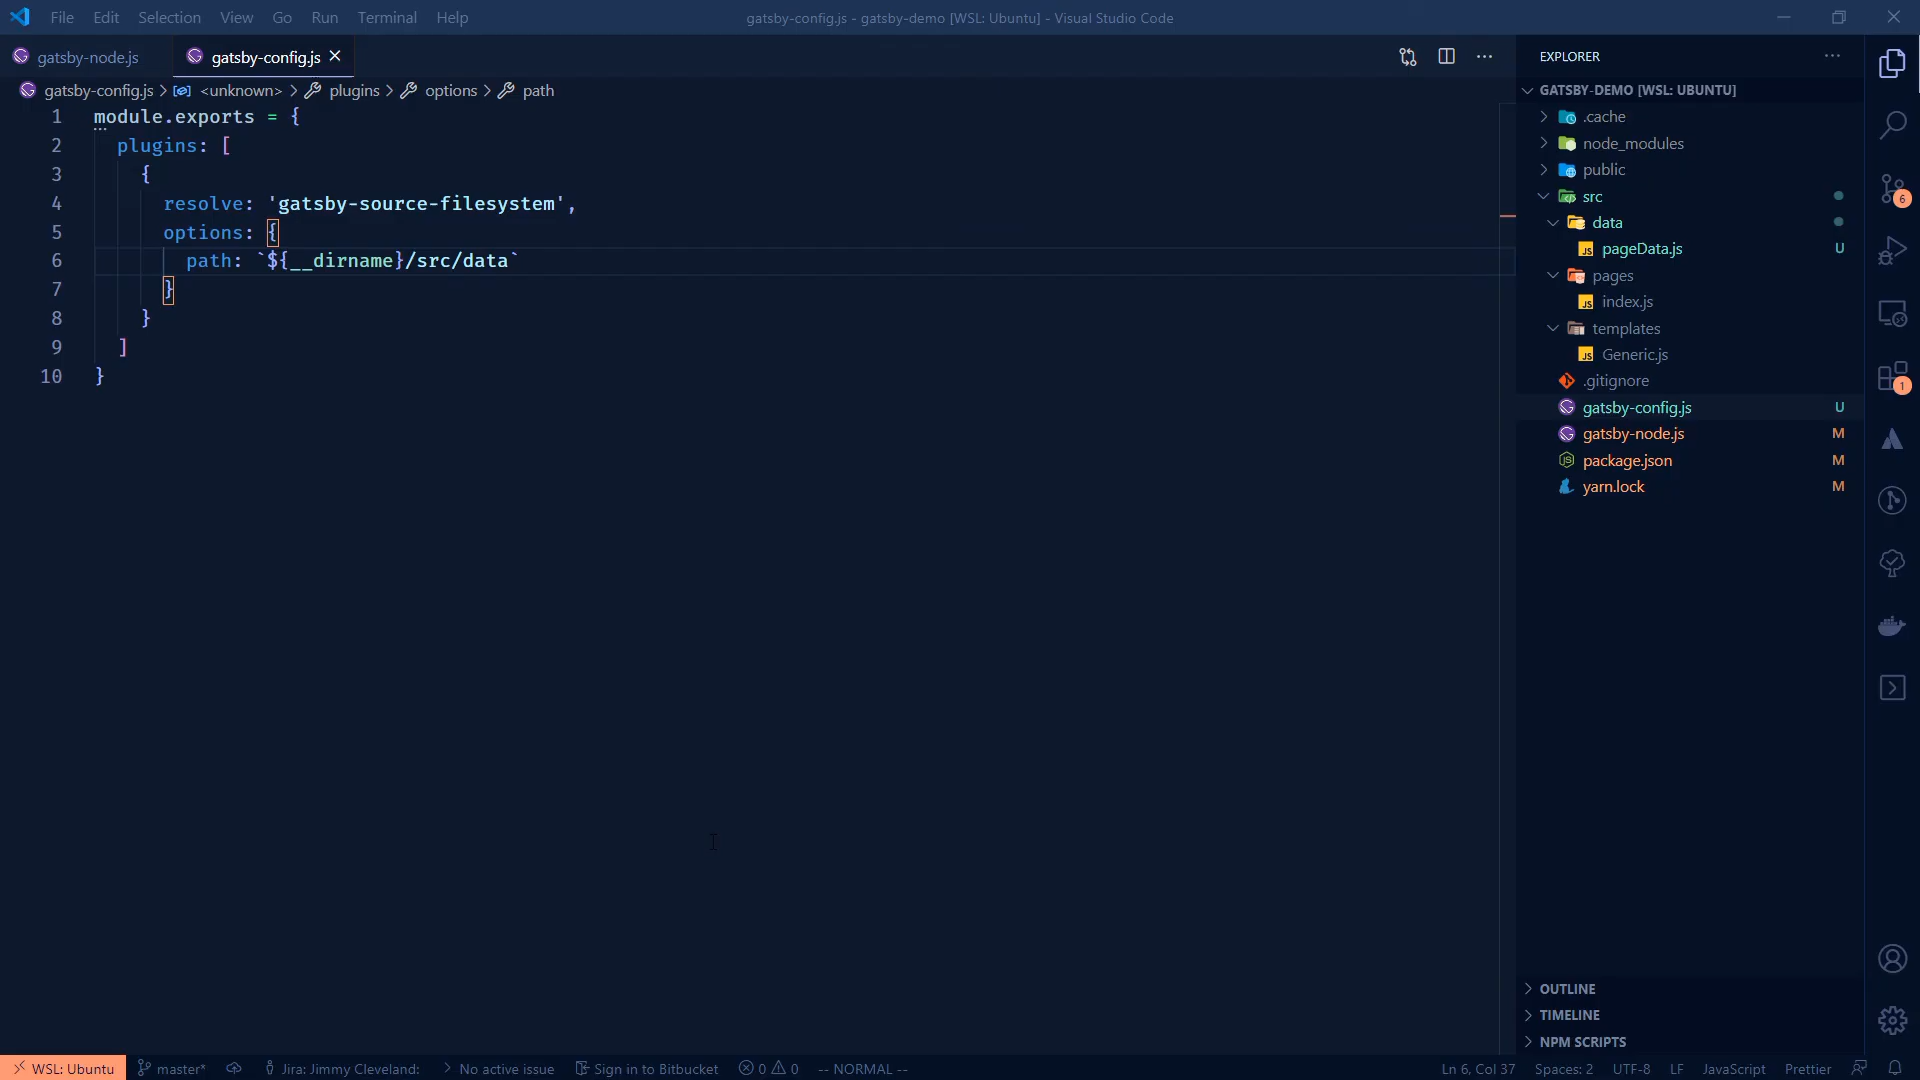 File Edit Selection View Go Run Terminal Help
gatsby-config.js - gatsby-demo [WSL: Ubuntu] - Visual Studio Code
gatsby-node.js
gatsby-config.js
gatsby-config.js > <unknown> > plugins > options > path
1 module.exports = {
2 plugins: [
3 {
4 resolve: 'gatsby-source-filesystem',
5 options: {
6 path: `${__dirname}/src/data`
7 }
8 }
9 ]
10 }
EXPLORER
GATSBY-DEMO [WSL: UBUNTU]
.cache
node_modules
public
src
data
pageData.js U
pages
index.js
templates
Generic.js
.gitignore
gatsby-config.js U
gatsby-node.js M
package.json M
yarn.lock M
OUTLINE
TIMELINE
NPM SCRIPTS
6
1
WSL: Ubuntu master* Jira: Jimmy Cleveland: No active issue Sign in to Bitbucket 0 0 -- NORMAL -- Ln 6, Col 37 Spaces: 2 UTF-8 LF JavaScript Prettier